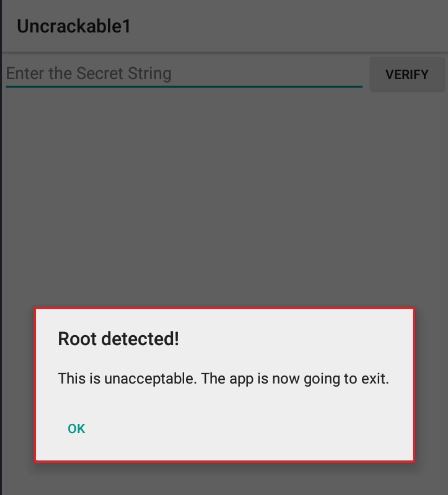 Uncrackable1
Enter the Secret String
VERIFY
Root detected!
This is unacceptable. The app is now going to exit.
OK